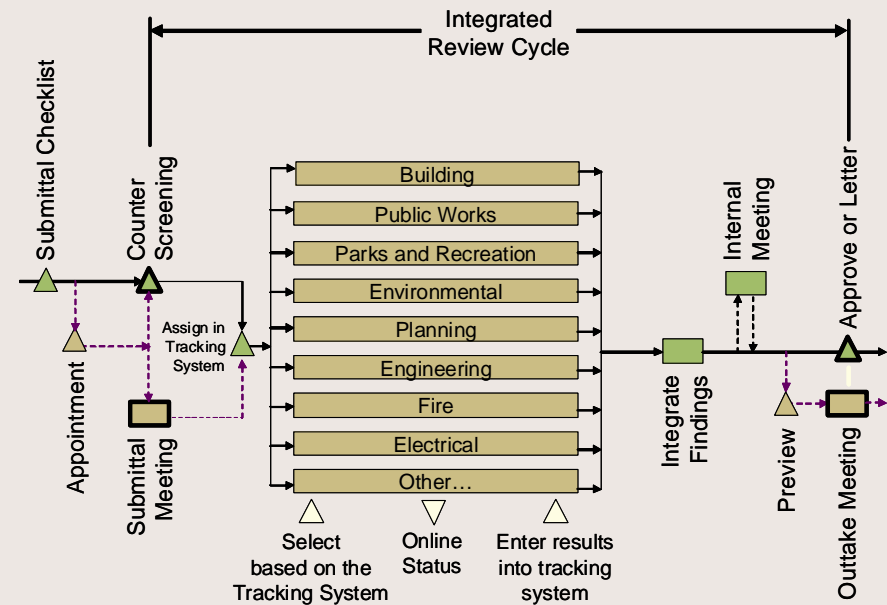 Integrated
Review Cycle
Submittal Checklist
Counter
Screening
Assign in
Tracking
System
Appointment
Submittal
Meeting
Building
Public Works
Parks and Recreation
Environmental
Planning
Engineering
Fire
Electrical
Other…
Select
based on the
Tracking System
Online
Status
Enter results
into tracking
system
Integrate
Findings
Internal
Meeting
Preview
Approve or Letter
Outtake Meeting